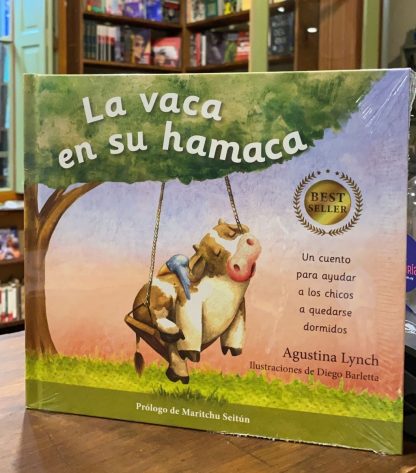 La vaca
en su hamaca
BEST
SELLER
Un cuento
para ayudar
a los chicos
a quedarse
dormidos
Agustina Lynch
Ilustraciones de Diego Barletta
Prólogo de Maritchu Seitún